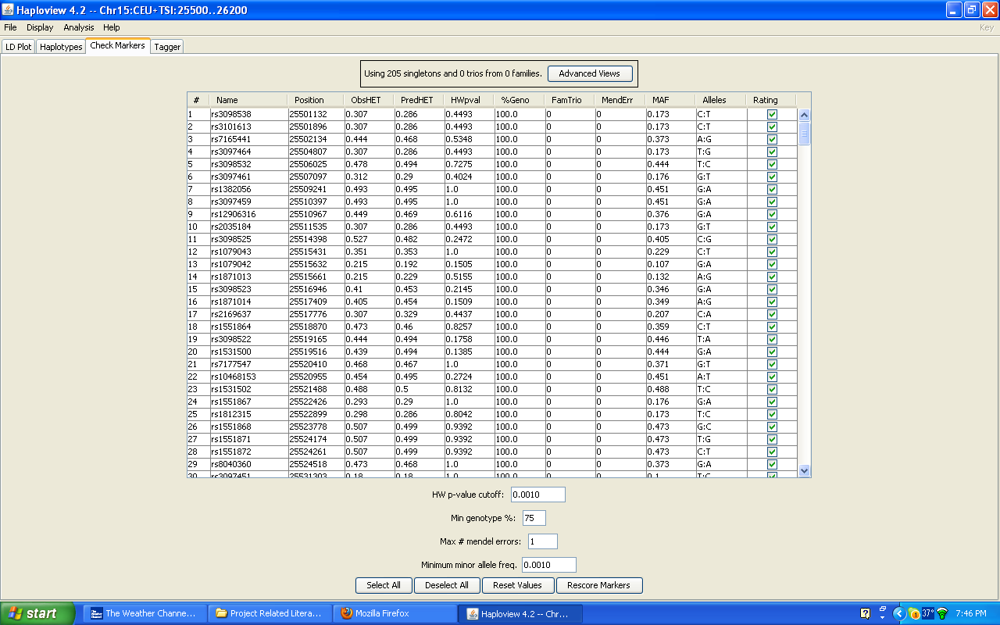 Haploview 4.2 -- Chr15:CEU+TSI:25500..26200
File Display Analysis Help Key
LD Plot Haplotypes Check Markers Tagger
Using 205 singletons and 0 trios from 0 families. Advanced Views
# Name Position ObsHET PredHET HWpval %Geno FamTrio MendErr MAF Alleles Rating
1 rs3098538 25501132 0.307 0.286 0.4493 100.0 0 0 0.173 C:T
2 rs3101613 25501896 0.307 0.286 0.4493 100.0 0 0 0.173 C:T
3 rs7165441 25502134 0.444 0.468 0.5348 100.0 0 0 0.373 A:G
4 rs3097464 25504807 0.307 0.286 0.4493 100.0 0 0 0.173 T:G
5 rs3098532 25506025 0.478 0.494 0.7275 100.0 0 0 0.444 T:C
6 rs3097461 25507097 0.312 0.29 0.4024 100.0 0 0 0.176 G:T
7 rs1382056 25509241 0.493 0.495 1.0 100.0 0 0 0.451 G:A
8 rs3097459 25510397 0.493 0.495 1.0 100.0 0 0 0.451 G:A
9 rs12906316 25510967 0.449 0.469 0.6116 100.0 0 0 0.376 G:A
10 rs2035184 25511535 0.307 0.286 0.4493 100.0 0 0 0.173 G:T
11 rs3098525 25514398 0.527 0.482 0.2472 100.0 0 0 0.405 C:G
12 rs1079043 25515431 0.351 0.353 1.0 100.0 0 0 0.229 C:T
13 rs1079042 25515632 0.215 0.192 0.1505 100.0 0 0 0.107 G:A
14 rs1871013 25515661 0.215 0.229 0.5155 100.0 0 0 0.132 A:G
15 rs3098523 25516946 0.41 0.453 0.2145 100.0 0 0 0.346 G:A
16 rs1871014 25517409 0.405 0.454 0.1509 100.0 0 0 0.349 A:G
17 rs2169637 25517776 0.307 0.329 0.4437 100.0 0 0 0.207 C:A
18 rs1551864 25518870 0.473 0.46 0.8257 100.0 0 0 0.359 C:T
19 rs3098522 25519165 0.444 0.494 0.1758 100.0 0 0 0.446 T:A
20 rs1531500 25519516 0.439 0.494 0.1385 100.0 0 0 0.444 G:A
21 rs7177547 25520410 0.468 0.467 1.0 100.0 0 0 0.371 G:T
22 rs10468153 25520955 0.454 0.495 0.2724 100.0 0 0 0.451 A:T
23 rs1531502 25521488 0.488 0.5 0.8132 100.0 0 0 0.488 T:C
24 rs1551867 25522426 0.293 0.29 1.0 100.0 0 0 0.176 G:A
25 rs1812315 25522899 0.298 0.286 0.8042 100.0 0 0 0.173 T:C
26 rs1551868 25523778 0.507 0.499 0.9392 100.0 0 0 0.473 G:C
27 rs1551871 25524174 0.507 0.499 0.9392 100.0 0 0 0.473 T:G
28 rs1551872 25524261 0.507 0.499 0.9392 100.0 0 0 0.473 C:T
29 rs8040360 25524518 0.473 0.468 1.0 100.0 0 0 0.373 G:A
30 rs3097451 25531303 0.18 0.18 1.0 100.0 0 0 0.1 T:C
HW p-value cutoff: 0.0010
Min genotype %: 75
Max # mendel errors: 1
Minimum minor allele freq. 0.0010
Select All Deselect All Reset Values Rescore Markers
start The Weather Channe... Project Related Litera... Mozilla Firefox Haploview 4.2 -- Chr... 37° 7:46 PM